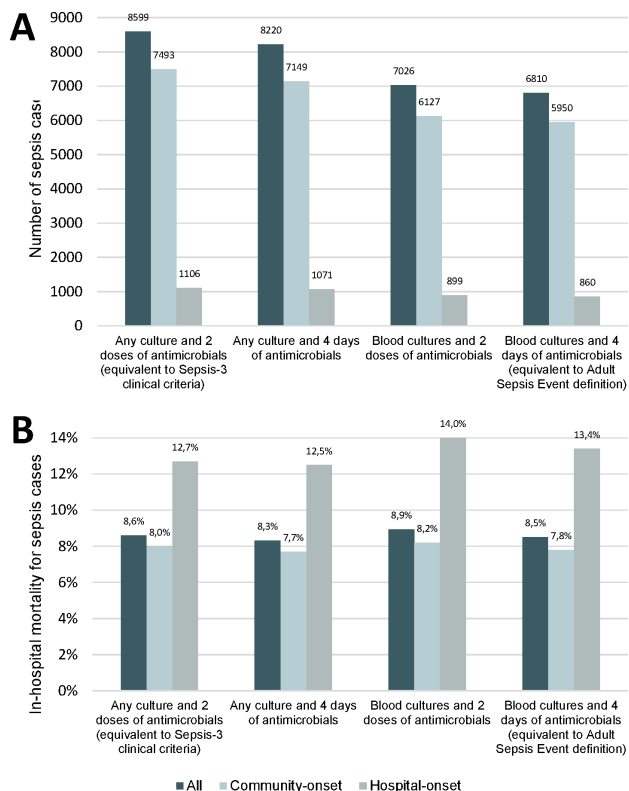 A
9000
8000
7000
6000
5000
4000
3000
2000
1000
0
Number of sepsis case
8599
7493
1106
8220
7149
1071
7026
6127
899
6810
5950
860
Any culture and 2
doses of antimicrobials
(equivalent to Sepsis-3
clinical criteria)
Any culture and 4 days
of antimicrobials
Blood cultures and 2
doses of antimicrobials
Blood cultures and 4
days of antimicrobials
(equivalent to Adult
Sepsis Event definition)
B
14%
12%
10%
8%
6%
4%
2%
0%
In-hospital mortality for sepsis cases
8,6%
8,0%
12,7%
8,3%
7,7%
12,5%
8,9%
8,2%
14,0%
8,5%
7,8%
13,4%
Any culture and 2
doses of antimicrobials
(equivalent to Sepsis-3
clinical criteria)
Any culture and 4 days
of antimicrobials
Blood cultures and 2
doses of antimicrobials
Blood cultures and 4
days of antimicrobials
(equivalent to Adult
Sepsis Event definition)
All Community-onset Hospital-onset